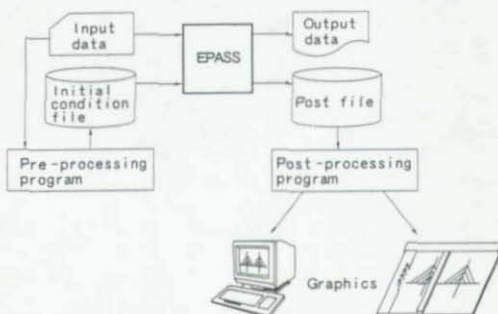 Input
data
EPASS
Output
data
Initial
condition
file
Post file
Pre-processing
program
Post-processing
program
Graphics